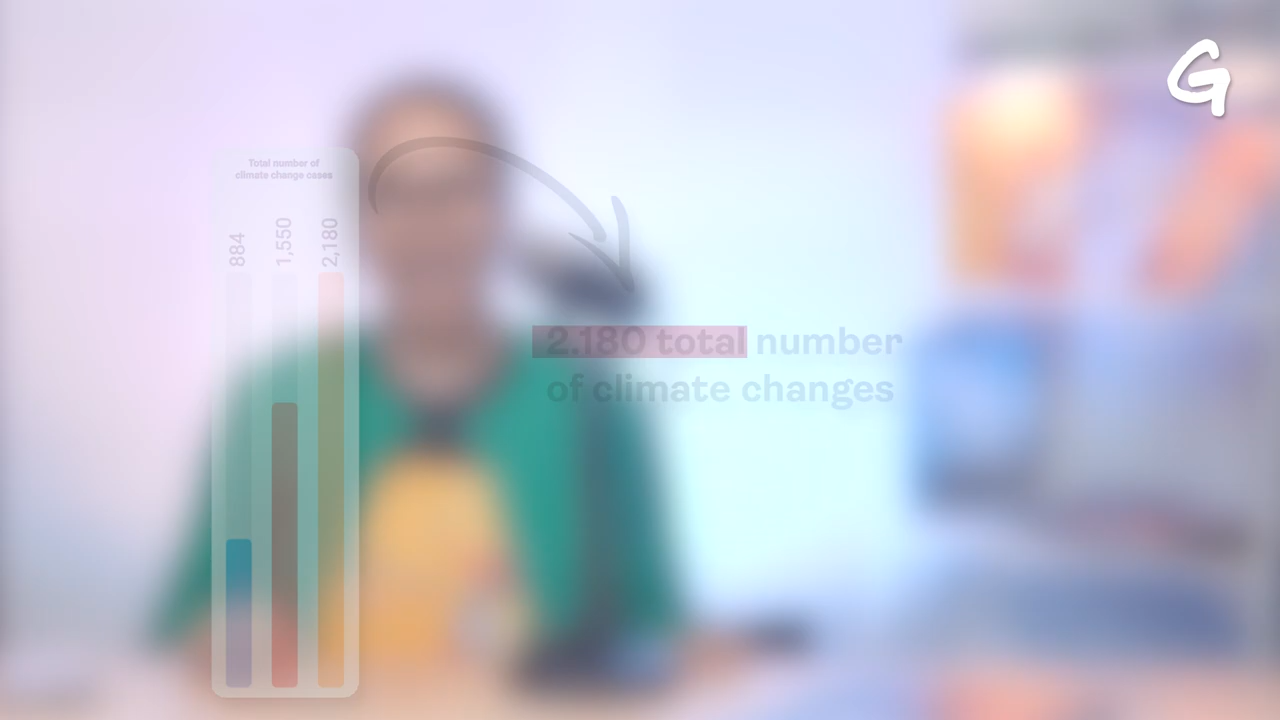 G
Total number of
climate change cases
884
1,550
2,180
2,180 total number
of climate changes